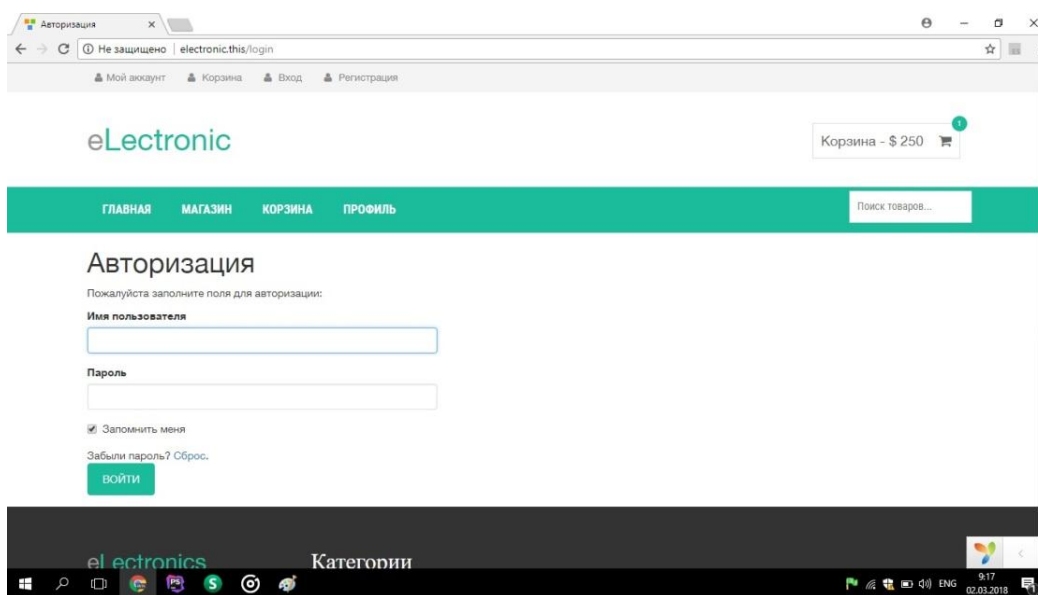 Авторизация
Не защищено electronic.this/login
Мой аккаунт Корзина Вход Регистрация
eLectronic
Корзина - $ 250
1
ГЛАВНАЯ МАГАЗИН КОРЗИНА ПРОФИЛЬ
Поиск товаров...
Авторизация
Пожалуйста заполните поля для авторизации:
Имя пользователя
Пароль
Запомнить меня
Забыли пароль? Сброс.
ВОЙТИ
eLectronics Категории
ENG
9:17
02.03.2018